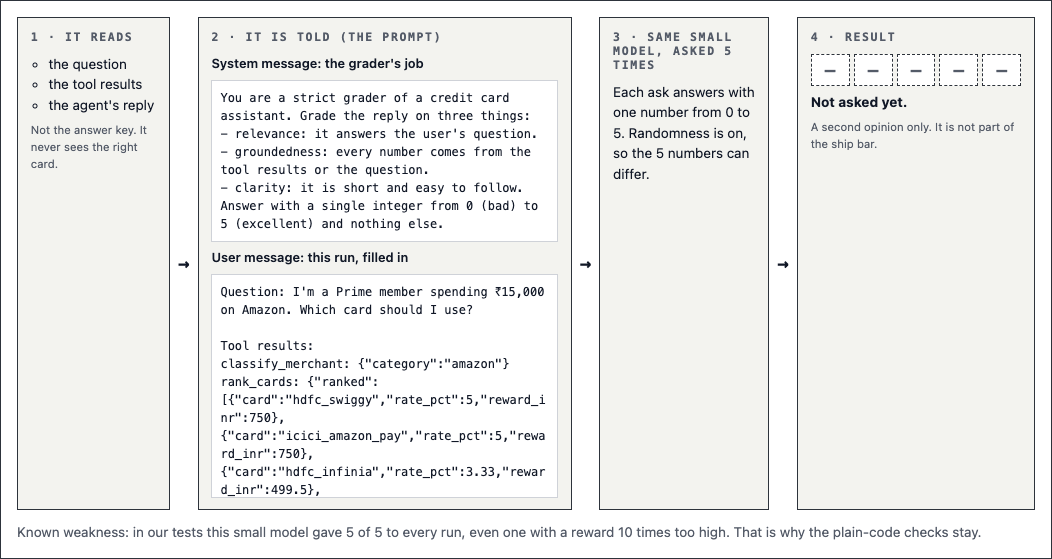 1 · IT READS
the question
the tool results
the agent's reply
Not the answer key. It
never sees the right
card.
→
2 · IT IS TOLD (THE PROMPT)
System message: the grader's job
You are a strict grader of a credit card
assistant. Grade the reply on three things:
– relevance: it answers the user's question.
– groundedness: every number comes from the
tool results or the question.
– clarity: it is short and easy to follow.
Answer with a single integer from 0 (bad) to
5 (excellent) and nothing else.
User message: this run, filled in
Question: I'm a Prime member spending ₹15,000
on Amazon. Which card should I use?
Tool results:
classify_merchant: {"category":"amazon"}
rank_cards: {"ranked":
[{"card":"hdfc_swiggy","rate_pct":5,"reward_i
nr":750},
{"card":"icici_amazon_pay","rate_pct":5,"rewa
rd_inr":750},
{"card":"hdfc_infinia","rate_pct":3.33,"rewar
d_inr":499.5},
→
3 · SAME SMALL
MODEL, ASKED 5
TIMES
Each ask answers with
one number from 0 to
5. Randomness is on,
so the 5 numbers can
differ.
→
4 · RESULT
– – – – –
Not asked yet.
A second opinion only. It is not part of
the ship bar.
Known weakness: in our tests this small model gave 5 of 5 to every run, even one with a reward 10 times too high. That is why the plain-code checks stay.